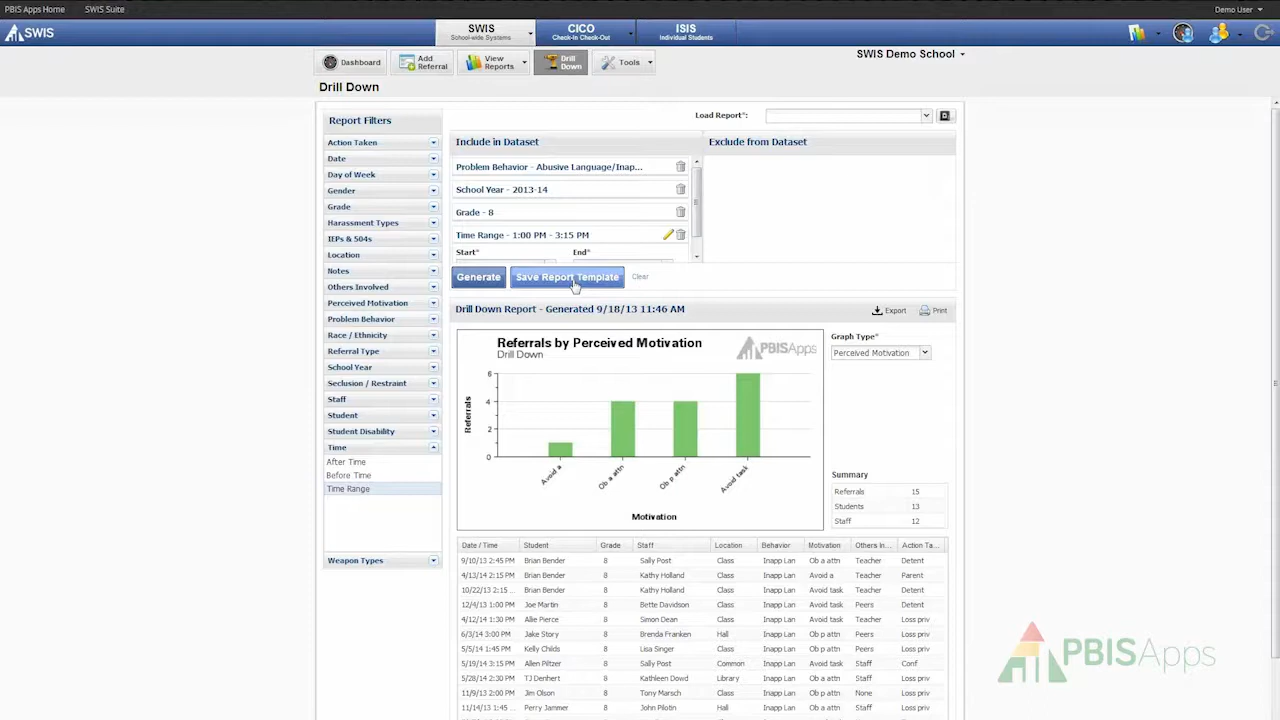 PBIS Apps Home SWIS Suite Demo User
SWIS
SWIS
School-wide Systems
CICO
Check-In Check-Out
ISIS
Individual Students
Dashboard
Add Referral
View Reports
Drill Down
Tools
SWIS Demo School
Drill Down
Report Filters
Action Taken
Date
Day of Week
Gender
Grade
Harassment Types
IEPs & 504s
Location
Notes
Others Involved
Perceived Motivation
Problem Behavior
Race / Ethnicity
Referral Type
School Year
Seclusion / Restraint
Staff
Student
Student Disability
Time
After Time
Before Time
Time Range
Weapon Types
Load Report*:
Include in Dataset
Exclude from Dataset
Problem Behavior - Abusive Language/Inap...
School Year - 2013-14
Grade - 8
Time Range - 1:00 PM - 3:15 PM
Start* End*
Generate Save Report Template Clear
Drill Down Report - Generated 9/18/13 11:46 AM
Export Print
Referrals by Perceived Motivation
Drill Down
PBISApps
Referrals
6
4
2
0
Avoid a
Ob a attn
Ob p attn
Avoid task
Motivation
Graph Type*
Perceived Motivation
Summary
Referrals 15
Students 13
Staff 12
Date / Time Student Grade Staff Location Behavior Motivation Others In... Action Ta...
9/10/13 2:45 PM Brian Bender 8 Sally Post Class Inapp Lan Ob a attn Teacher Detent
4/13/14 2:15 PM Brian Bender 8 Kathy Holland Class Inapp Lan Avoid a Teacher Parent
10/22/13 2:15 ... Brian Bender 8 Kathy Holland Class Inapp Lan Avoid task Teacher Detent
12/4/13 1:00 PM Joe Martin 8 Bette Davidson Class Inapp Lan Avoid task Peers Detent
4/12/14 1:30 PM Allie Pierce 8 Simon Dean Class Inapp Lan Avoid task Teacher Loss priv
6/3/14 3:00 PM Jake Story 8 Brenda Franken Hall Inapp Lan Ob p attn Peers Loss priv
5/5/14 1:45 PM Kelly Childs 8 Lisa Singer Class Inapp Lan Ob p attn Peers Loss priv
5/19/14 3:15 PM Allen Piltzer 8 Sally Post Common Inapp Lan Avoid task Staff Conf
5/28/14 2:30 PM TJ Denhert 8 Kathleen Dowd Library Inapp Lan Ob a attn Staff Loss priv
11/9/13 2:00 PM Jim Olson 8 Tony Marsch Class Inapp Lan Ob p attn None Loss priv
11/14/13 1:45 ... Perry Jammer 8 John Pilotin Hall Inapp Lan Ob a attn Staff Loss priv
PBISApps